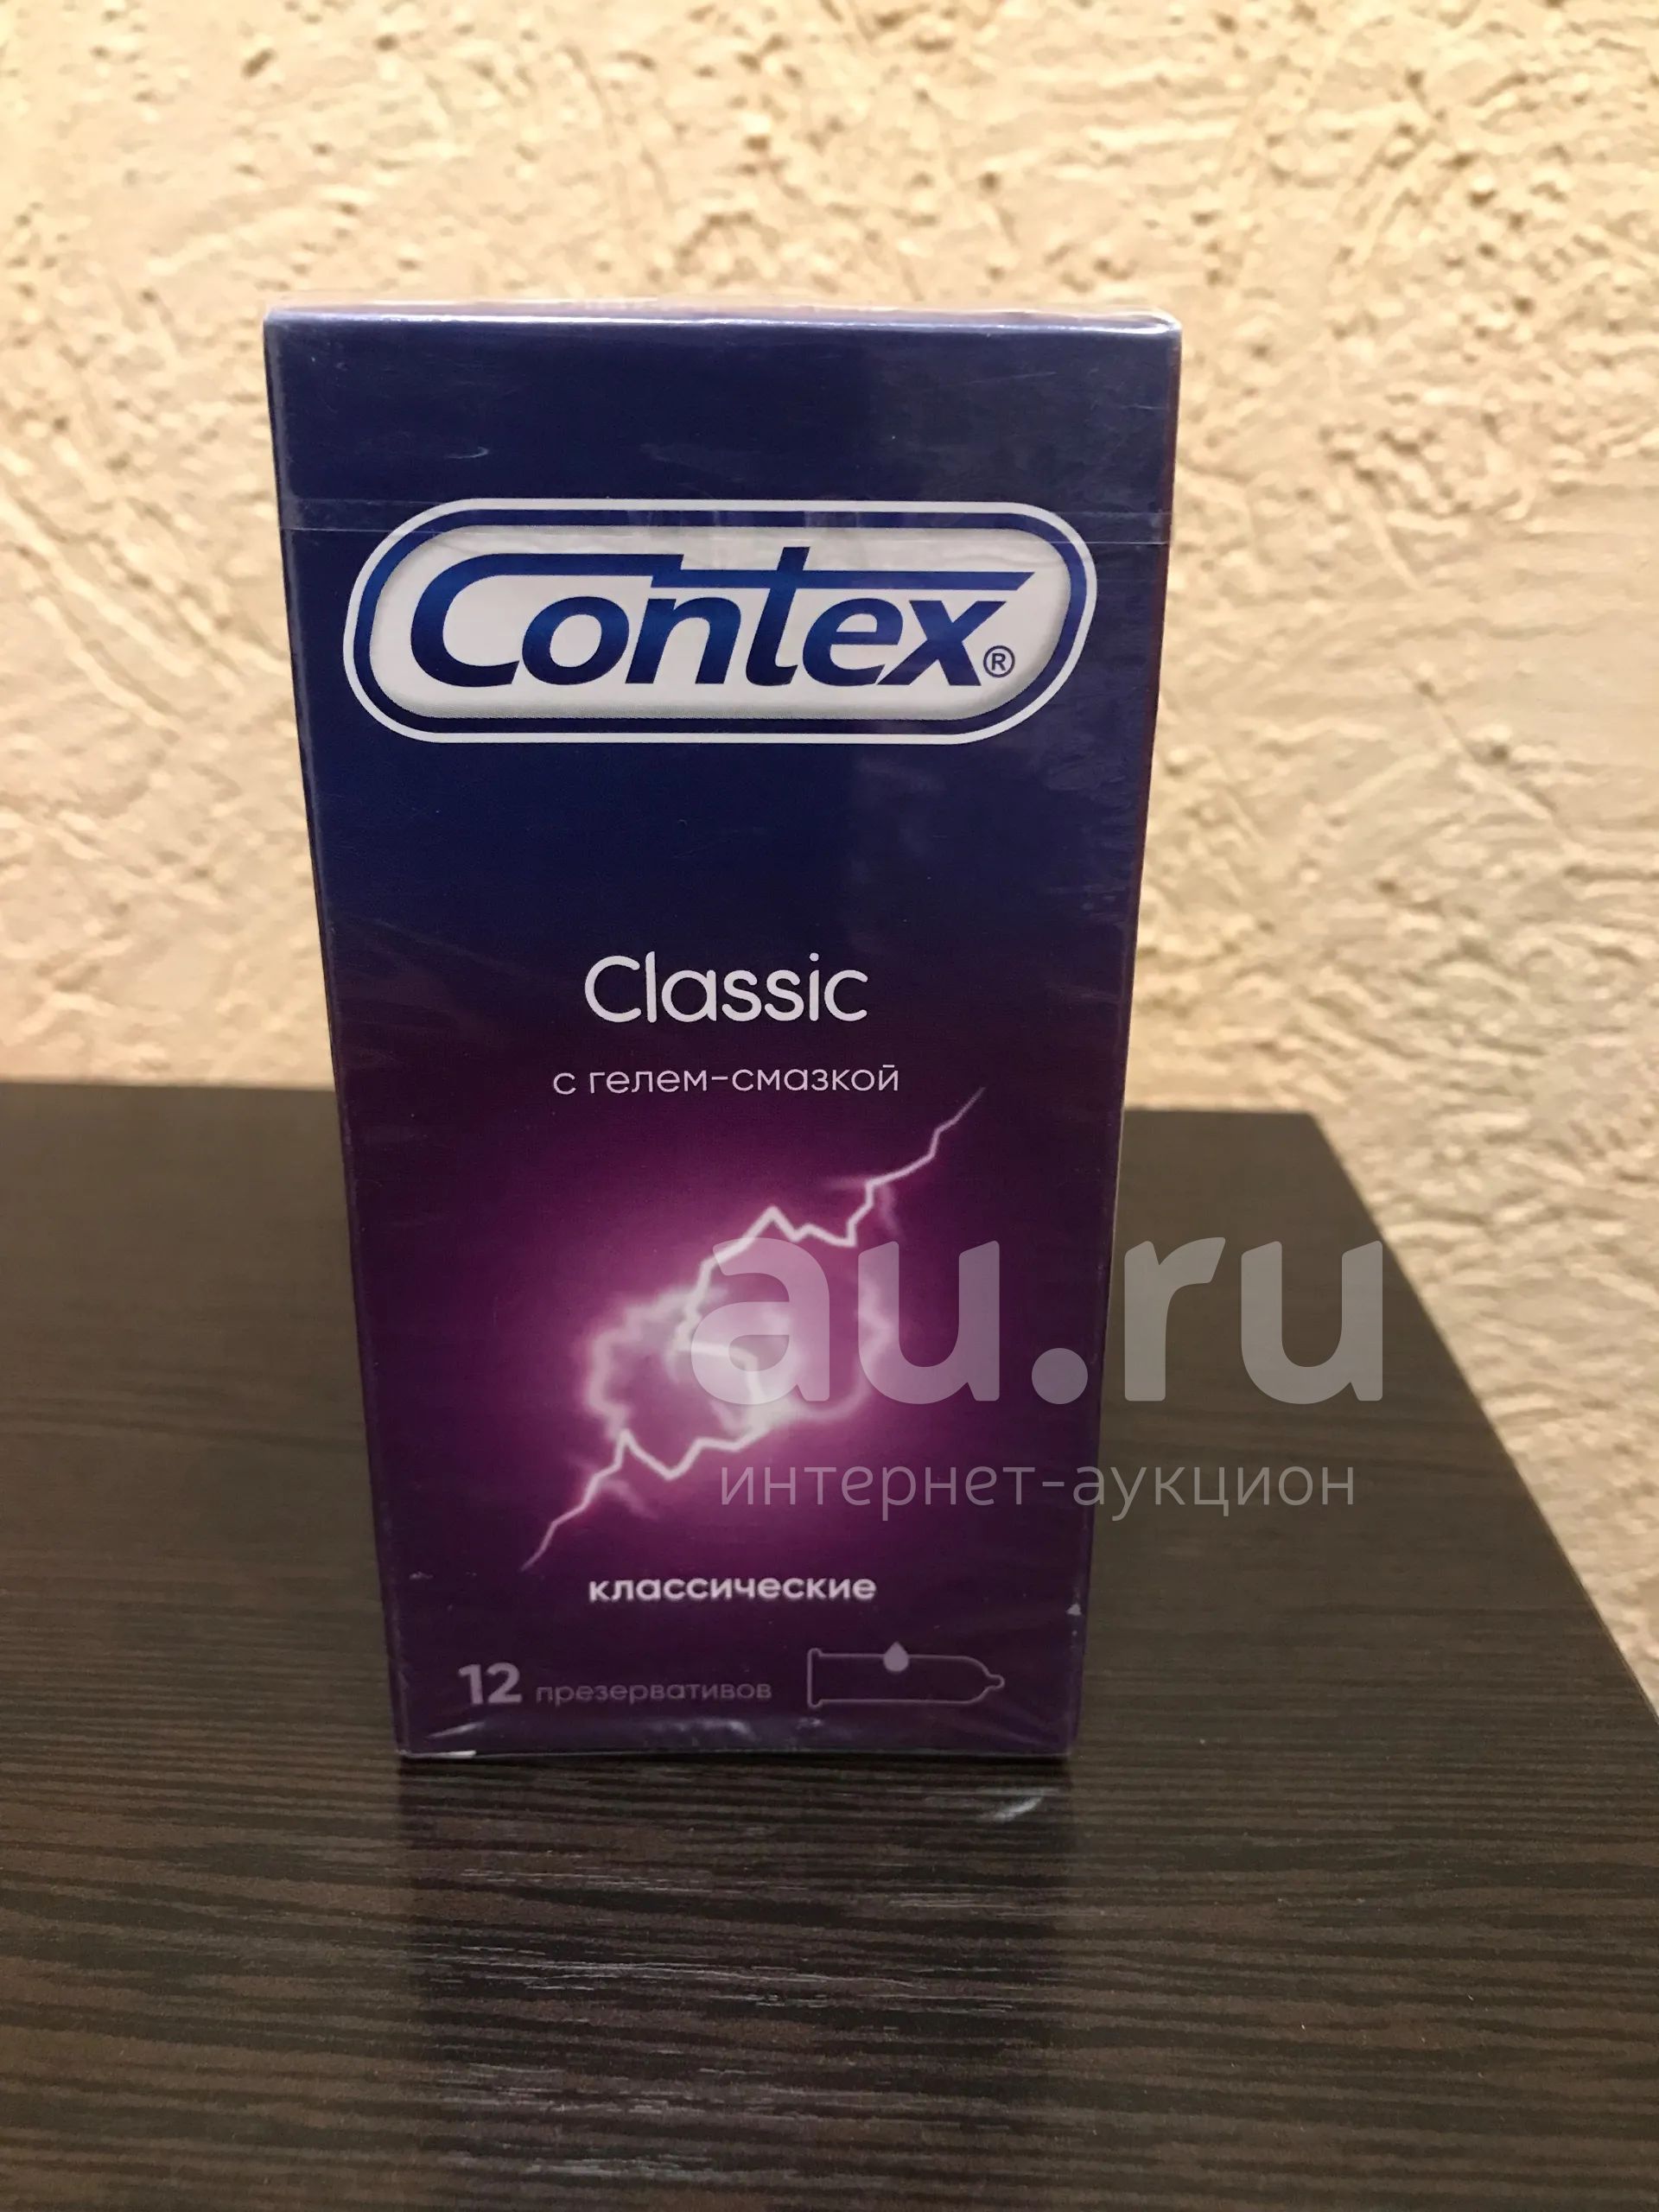 Contex®
Classic
с гелем-смазкой
au.ru
интернет-аукцион
классические
12 презервативов